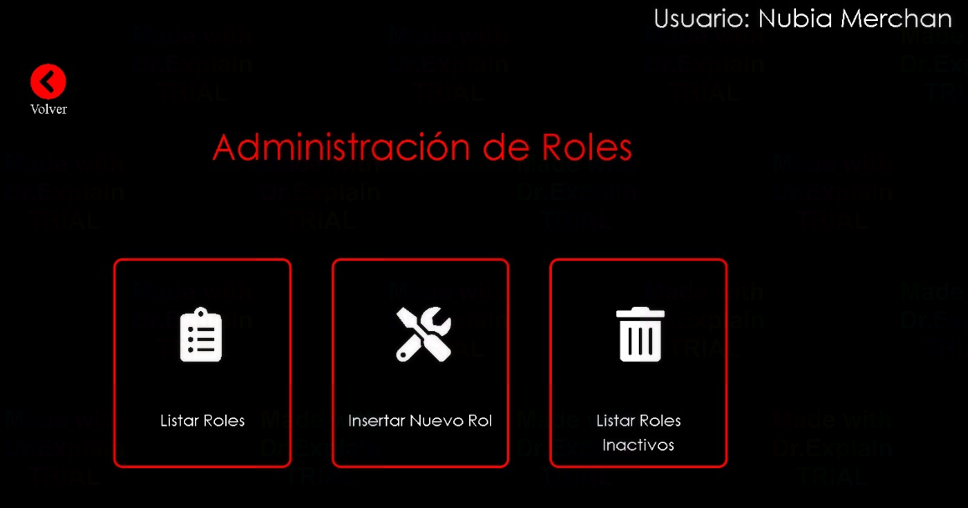 Usuario: Nubia Merchan
Volver
Administración de Roles
Listar Roles
Insertar Nuevo Rol
Listar Roles
Inactivos